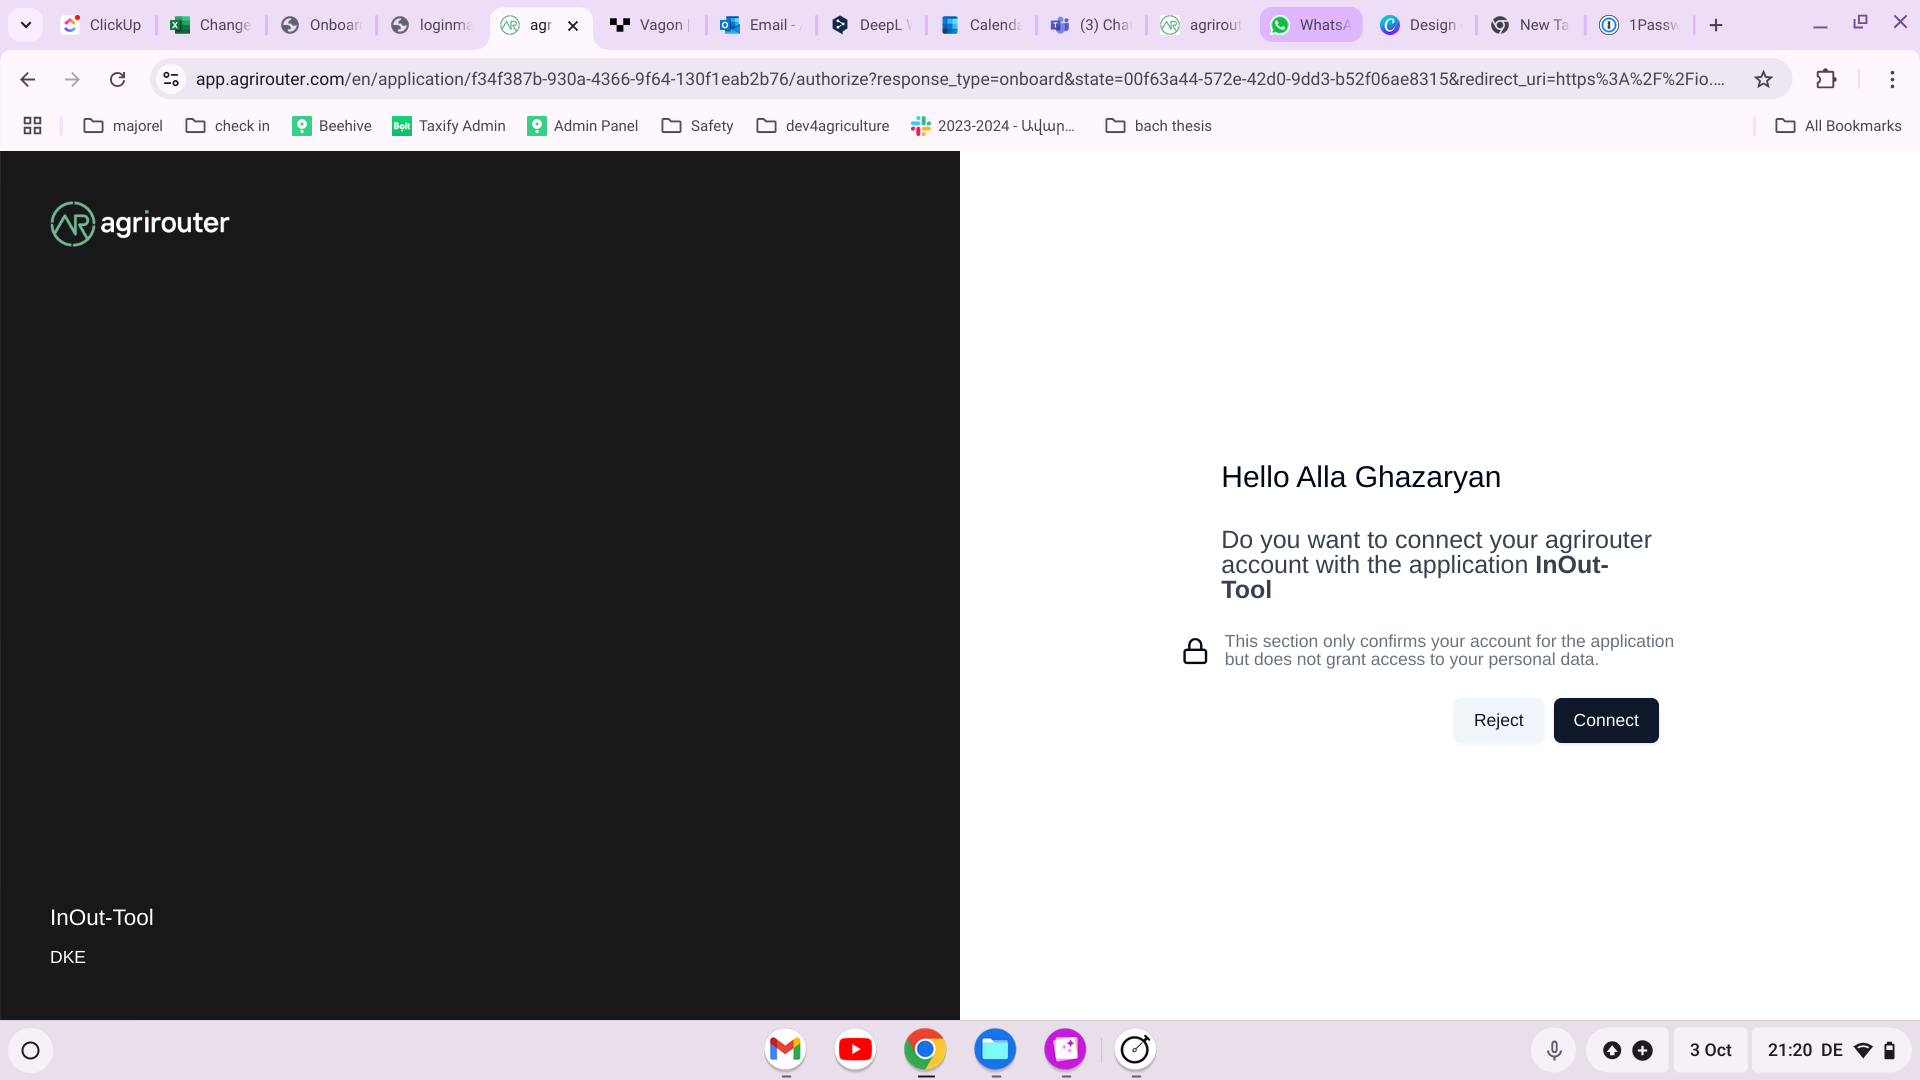 ClickUp
Change
Onboar
loginma
agr
Vagon
Email -
DeepL
Calenda
(3) Cha
agrirout
WhatsA
Design
New Ta
1Passw
app.agrirouter.com/en/application/f34f387b-930a-4366-9f64-130f1eab2b76/authorize?response_type=onboard&state=00f63a44-572e-42d0-9dd3-b52f06ae8315&redirect_uri=https%3A%2F%2Fio....
majorel
check in
Beehive
Bolt
Taxify Admin
Admin Panel
Safety
dev4agriculture
2023-2024 - Ավար...
bach thesis
All Bookmarks
AR agrirouter
Hello Alla Ghazaryan
Do you want to connect your agrirouter
account with the application InOut-
Tool
This section only confirms your account for the application
but does not grant access to your personal data.
Reject
Connect
InOut-Tool
DKE
3 Oct
21:20 DE